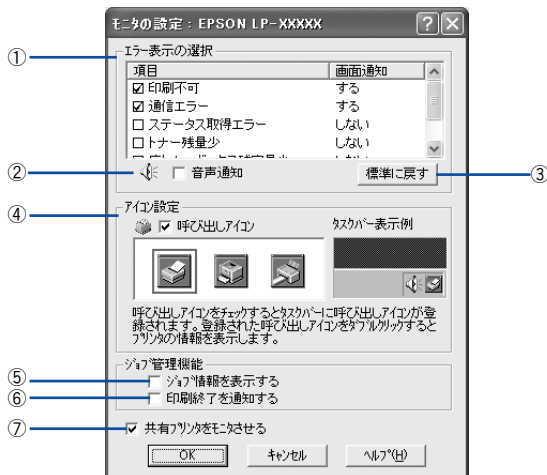 モニタの設定：EPSON LP-XXXXX
① エラー表示の選択
項目 画面通知
印刷不可 する
通信エラー する
ステータス取得エラー しない
トナー残量少 しない
② 音声通知 標準に戻す ③
④ アイコン設定
呼び出しアイコン タスクバー表示例
呼び出しアイコンをチェックするとタスクバーに呼び出しアイコンが登
録されます。登録された呼び出しアイコンをダブルクリックすると
プリンタの情報を表示します。
ジョブ管理機能
⑤ ジョブ情報を表示する
⑥ 印刷終了を通知する
⑦ 共有プリンタをモニタさせる
OK キャンセル ヘルプ(H)